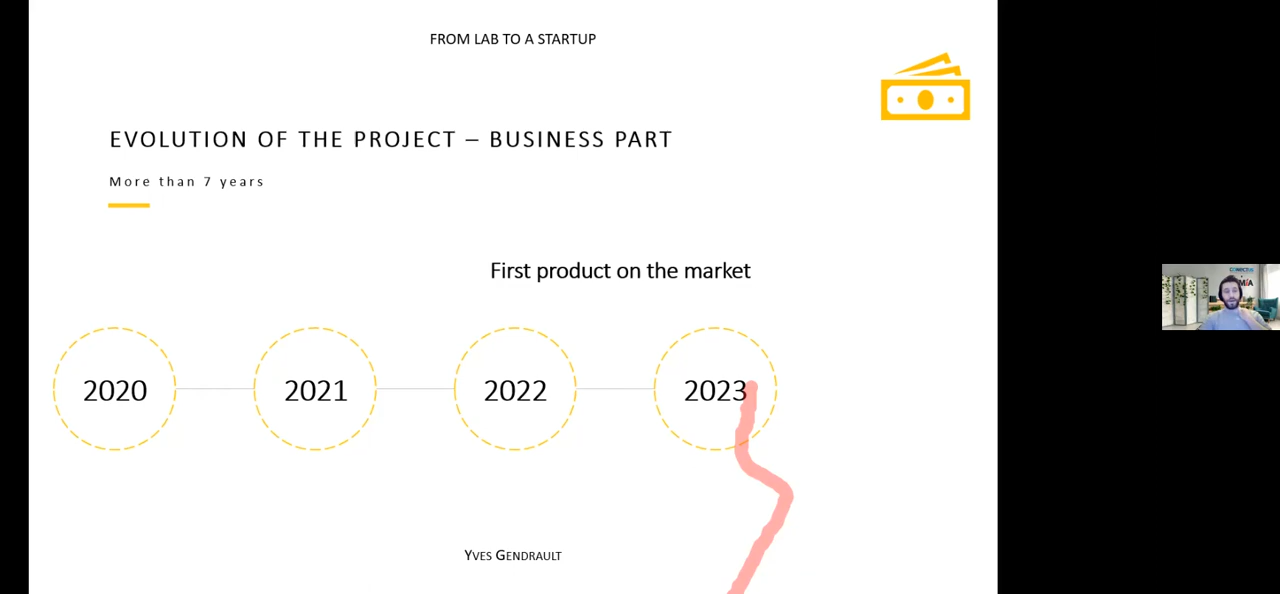 FROM LAB TO A STARTUP
EVOLUTION OF THE PROJECT – BUSINESS PART
More than 7 years
First product on the market
2020
2021
2022
2023
YVES GENDRAULT